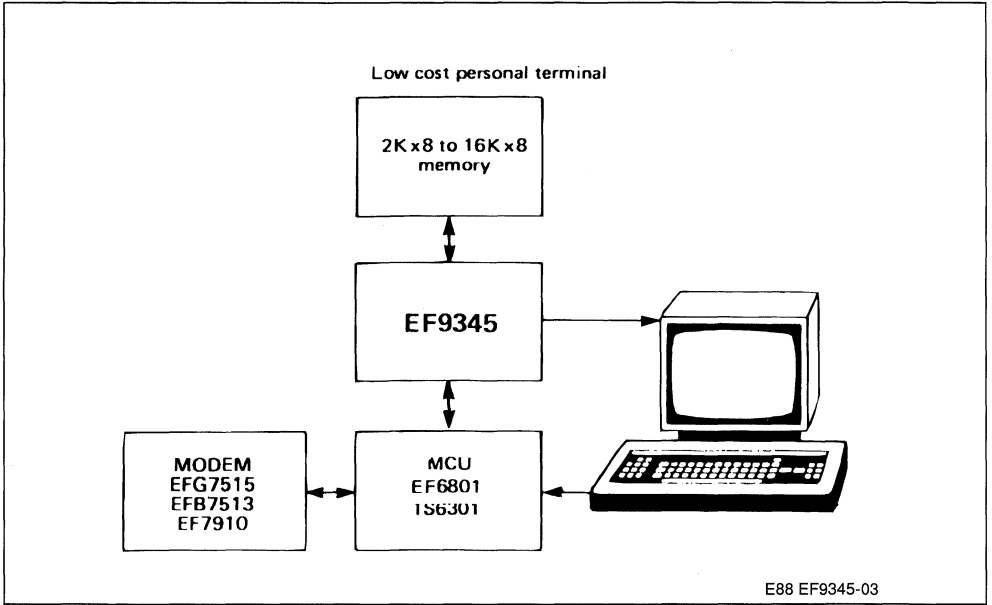 Low cost personal terminal
2K x 8 to 16K x 8
memory
EF9345
MODEM
EFG7515
EFB7513
EF7910
MCU
EF6801
TS6301
E88 EF9345-03